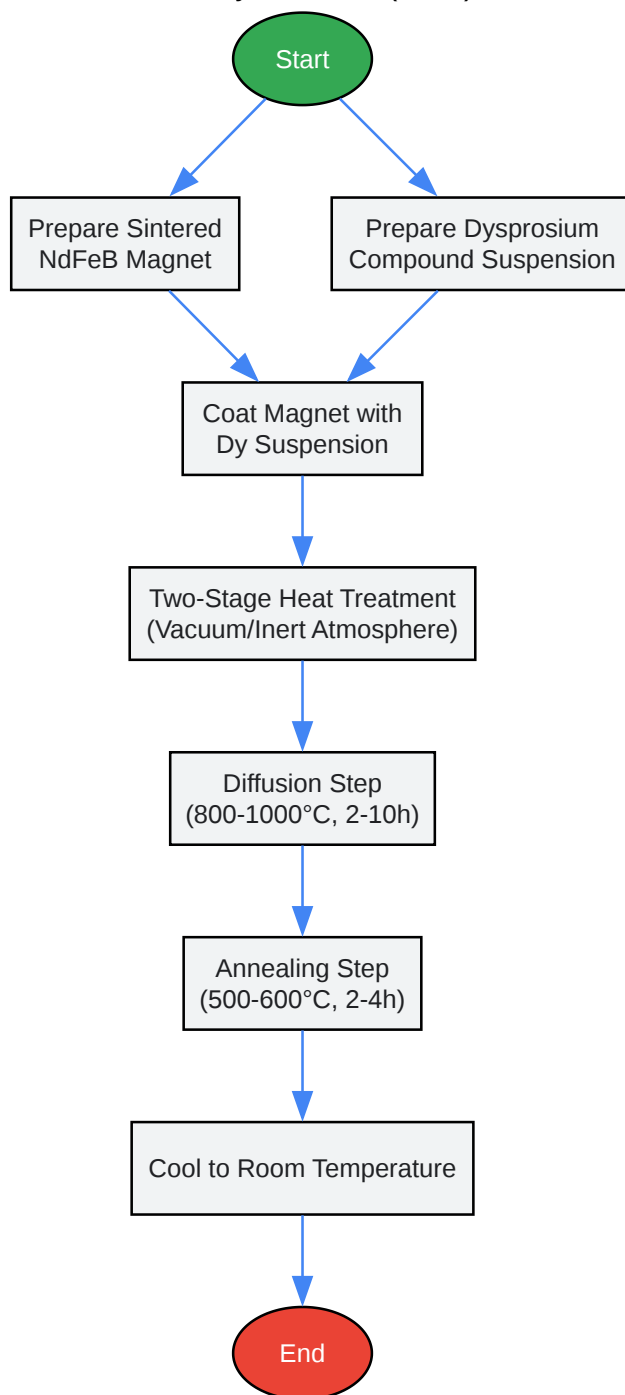 Start
Prepare Sintered
NdFeB Magnet
Prepare Dysprosium
Compound Suspension
Coat Magnet with
Dy Suspension
Two-Stage Heat Treatment
(Vacuum/Inert Atmosphere)
Diffusion Step
(800-1000°C, 2-10h)
Annealing Step
(500-600°C, 2-4h)
Cool to Room Temperature
End